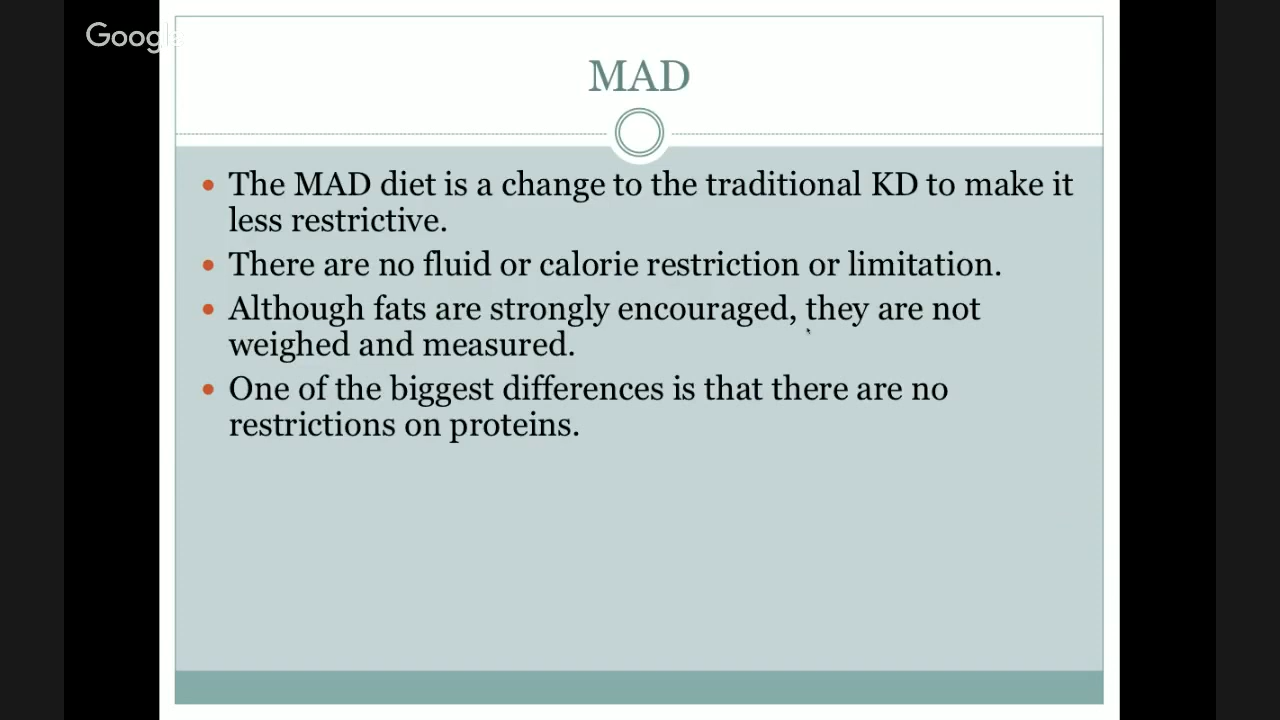 Google
MAD
The MAD diet is a change to the traditional KD to make it
less restrictive.
There are no fluid or calorie restriction or limitation.
Although fats are strongly encouraged, they are not
weighed and measured.
One of the biggest differences is that there are no
restrictions on proteins.